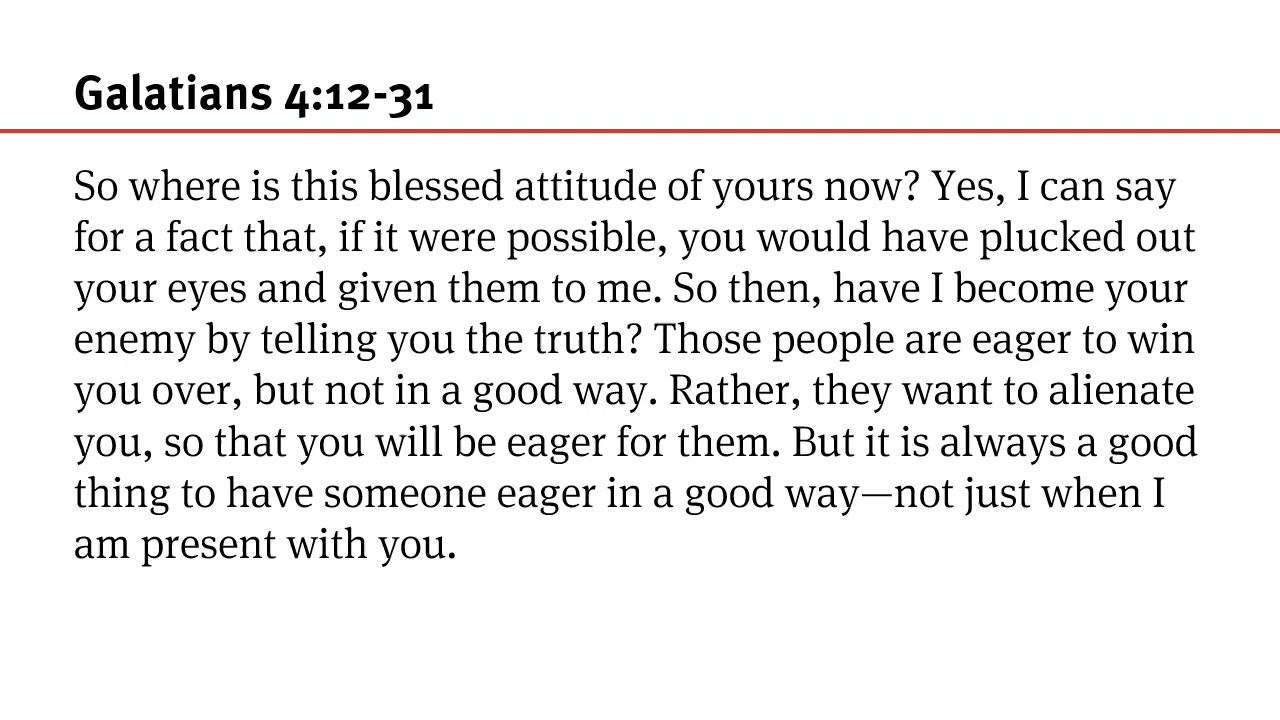 Galatians 4:12-31
So where is this blessed attitude of yours now? Yes, I can say
for a fact that, if it were possible, you would have plucked out
your eyes and given them to me. So then, have I become your
enemy by telling you the truth? Those people are eager to win
you over, but not in a good way. Rather, they want to alienate
you, so that you will be eager for them. But it is always a good
thing to have someone eager in a good way—not just when I
am present with you.